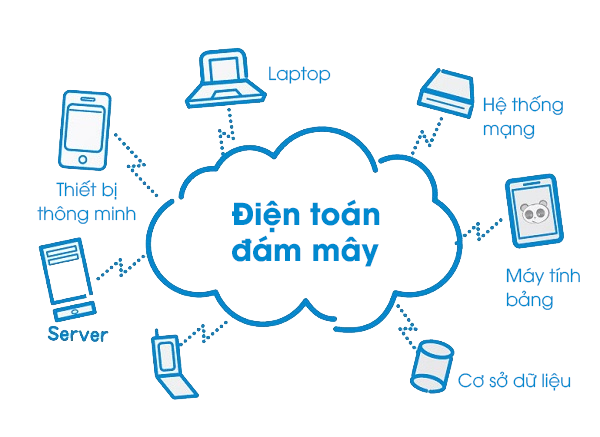 Laptop
Hệ thống
mạng
Thiết bị
thông minh
Điện toán
đám mây
Máy tính
bảng
Server
Cơ sở dữ liệu